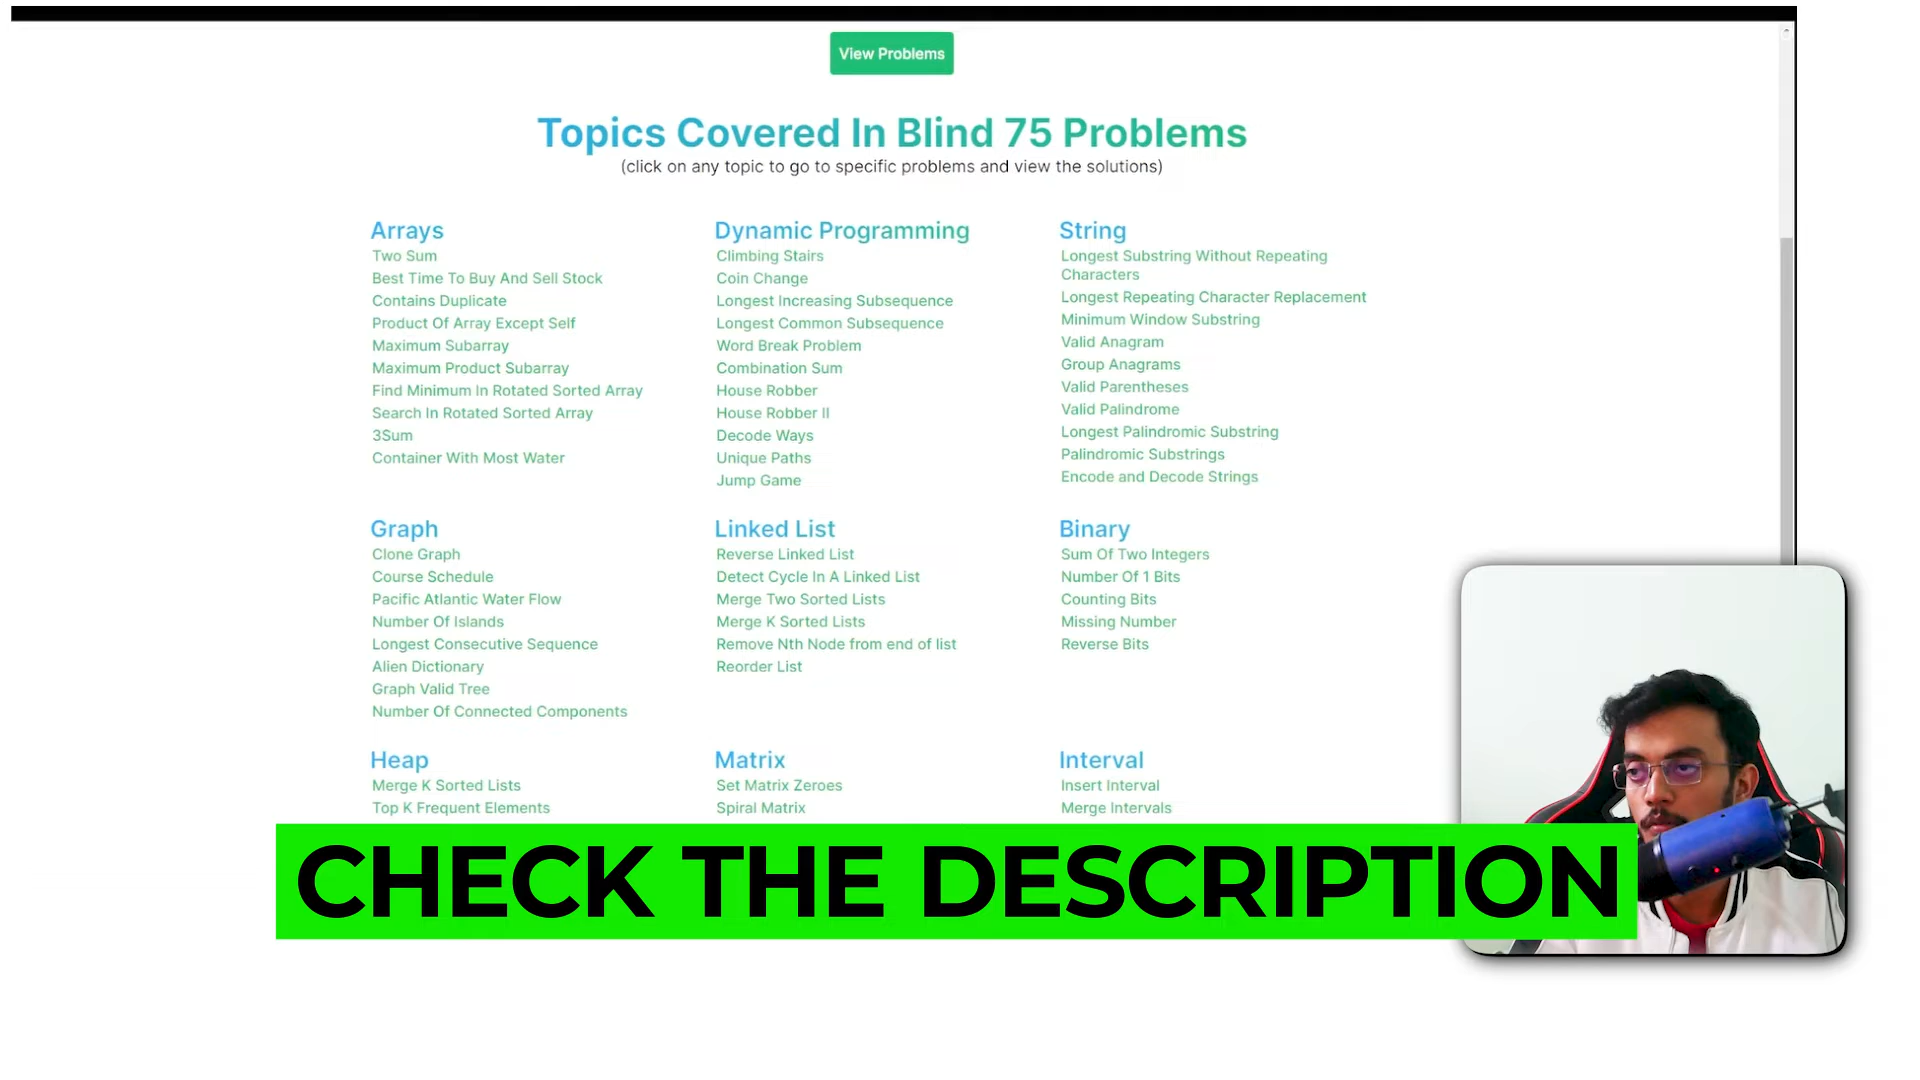 View Problems
Topics Covered In Blind 75 Problems
(click on any topic to go to specific problems and view the solutions)
Arrays
Two Sum
Best Time To Buy And Sell Stock
Contains Duplicate
Product Of Array Except Self
Maximum Subarray
Maximum Product Subarray
Find Minimum In Rotated Sorted Array
Search In Rotated Sorted Array
3Sum
Container With Most Water
Dynamic Programming
Climbing Stairs
Coin Change
Longest Increasing Subsequence
Longest Common Subsequence
Word Break Problem
Combination Sum
House Robber
House Robber II
Decode Ways
Unique Paths
Jump Game
String
Longest Substring Without Repeating
Characters
Longest Repeating Character Replacement
Minimum Window Substring
Valid Anagram
Group Anagrams
Valid Parentheses
Valid Palindrome
Longest Palindromic Substring
Palindromic Substrings
Encode and Decode Strings
Graph
Clone Graph
Course Schedule
Pacific Atlantic Water Flow
Number Of Islands
Longest Consecutive Sequence
Alien Dictionary
Graph Valid Tree
Number Of Connected Components
Linked List
Reverse Linked List
Detect Cycle In A Linked List
Merge Two Sorted Lists
Merge K Sorted Lists
Remove Nth Node from end of list
Reorder List
Binary
Sum Of Two Integers
Number Of 1 Bits
Counting Bits
Missing Number
Reverse Bits
Heap
Merge K Sorted Lists
Top K Frequent Elements
Matrix
Set Matrix Zeroes
Spiral Matrix
Interval
Insert Interval
Merge Intervals
CHECK THE DESCRIPTION